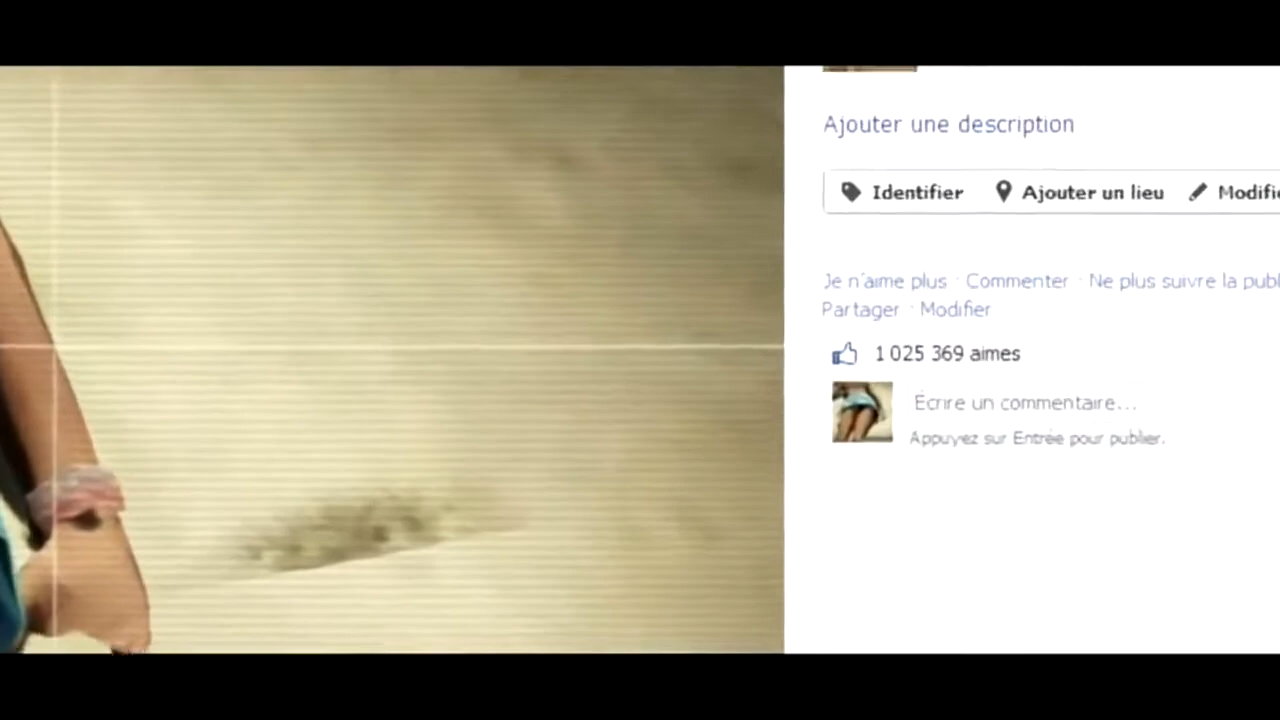 Ajouter une description
Identifier Ajouter un lieu
Je n'aime plus · Commenter · Ne plus suivre la
Partager · Modifier
1 025 369 aimes
Écrire un commentaire...
Appuyez sur Entrée pour publier.